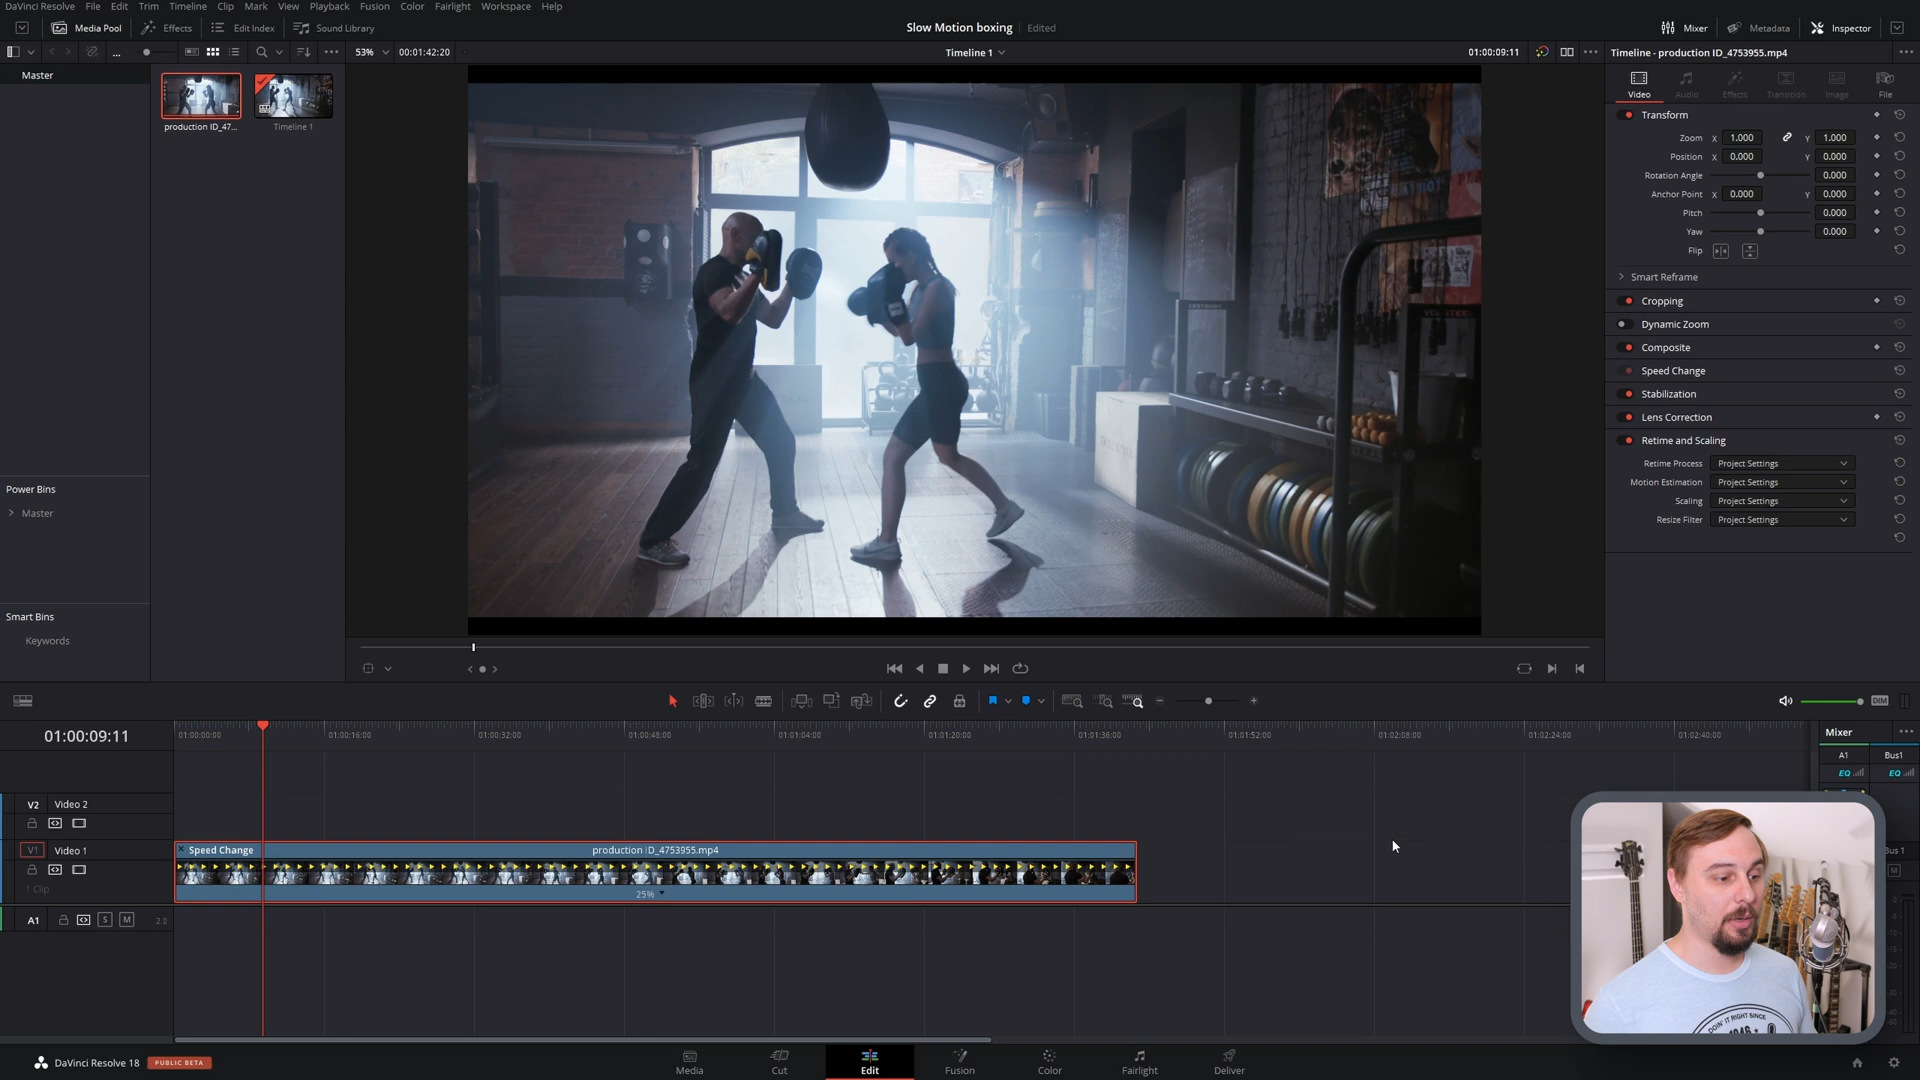 DaVinci Resolve File Edit Trim Timeline Clip Mark View Playback Fusion Color Fairlight Workspace Help
Media Pool Effects Edit Index Sound Library Slow Motion boxing Edited Mixer Metadata Inspector
53% 00:01:42:20 Timeline 1 01:00:09:11 Timeline - production ID_4753955.mp4
Master
production ID_47...
Timeline 1
Power Bins
Master
Smart Bins
Keywords
Video Audio Effects Transition Image File
Transform
Zoom X 1.000 Y 1.000
Position X 0.000 Y 0.000
Rotation Angle 0.000
Anchor Point X 0.000 Y 0.000
Pitch 0.000
Yaw 0.000
Flip
Smart Reframe
Cropping
Dynamic Zoom
Composite
Speed Change
Stabilization
Lens Correction
Retime and Scaling
Retime Process Project Settings
Motion Estimation Project Settings
Scaling Project Settings
Resize Filter Project Settings
DIM
01:00:09:11
01:00:00:00 01:00:16:00 01:00:32:00 01:00:48:00 01:01:04:00 01:01:20:00 01:01:36:00 01:01:52:00 01:02:08:00 01:02:24:00 01:02:40:00
Mixer
A1 Bus1
EQ EQ
V2 Video 2
V1 Video 1
1 Clip
Speed Change production ID_4753955.mp4
25%
A1 S M 2.0
Bus 1
M
DOIN' IT RIGHT SINCE
DaVinci Resolve 18 PUBLIC BETA
Media Cut Edit Fusion Color Fairlight Deliver